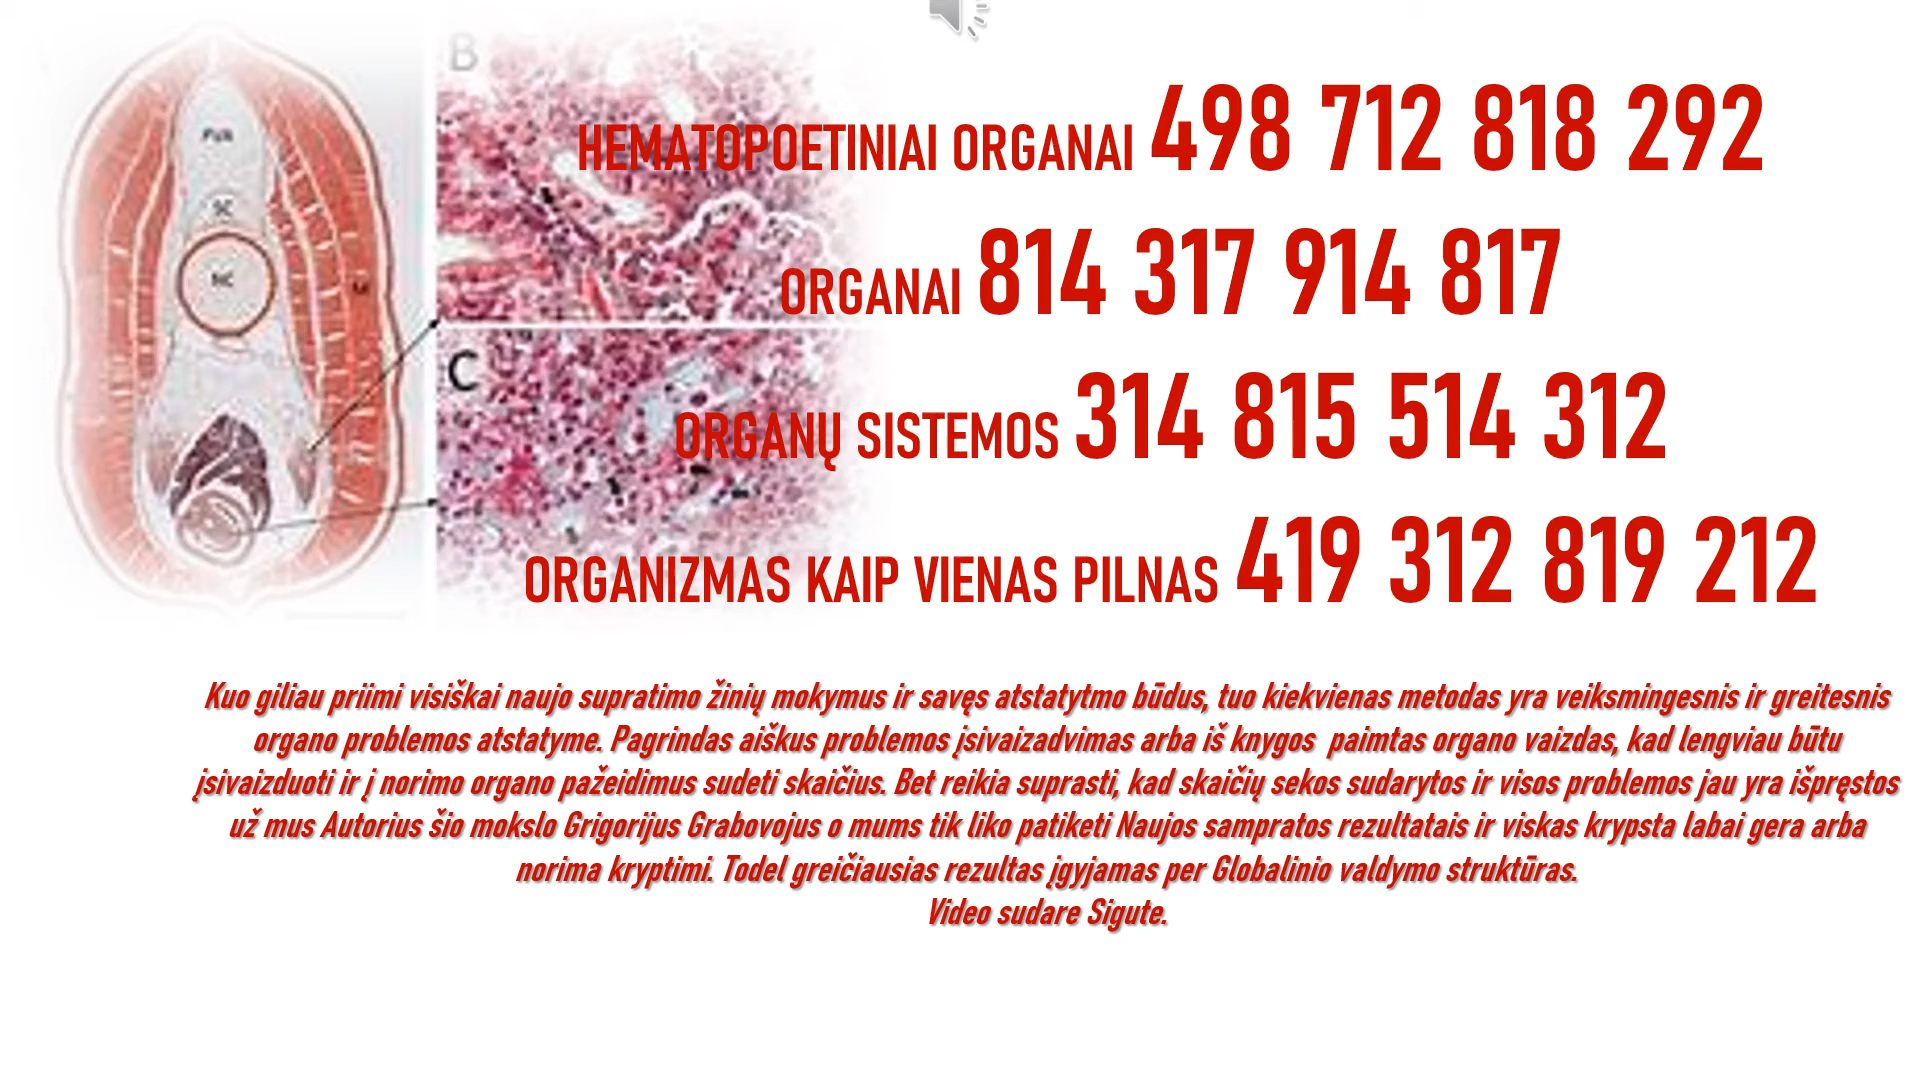 B
HEMATOPOETINIAI ORGANAI 498 712 818 292
SC
NC
M
ORGANAI 814 317 914 817
C
ORGANŲ SISTEMOS 314 815 514 312
ORGANIZMAS KAIP VIENAS PILNAS 419 312 819 212
Kuo giliau priimi visiškai naujo supratimo žinių mokymus ir savęs atstatytmo būdus, tuo kiekvienas metodas yra veiksmingesnis ir greitesnis
organo problemos atstatyme. Pagrindas aiškus problemos įsivaizadvimas arba iš knygos paimtas organo vaizdas, kad lengviau būtu
įsivaizduoti ir į norimo organo pažeidimus sudeti skaičius. Bet reikia suprasti, kad skaičių sekos sudarytos ir visos problemos jau yra išpręstos
už mus Autorius šio mokslo Grigorijus Grabovojus o mums tik liko patiketi Naujos sampratos rezultatais ir viskas krypsta labai gera arba
norima kryptimi. Todel greičiausias rezultas įgyjamas per Globalinio valdymo struktūras.
Video sudare Sigute.